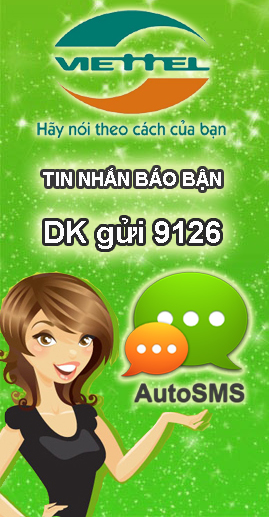 VIETTEL
Hãy nói theo cách của bạn
TIN NHẮN BÁO BẬN
DK gửi 9126
AutoSMS